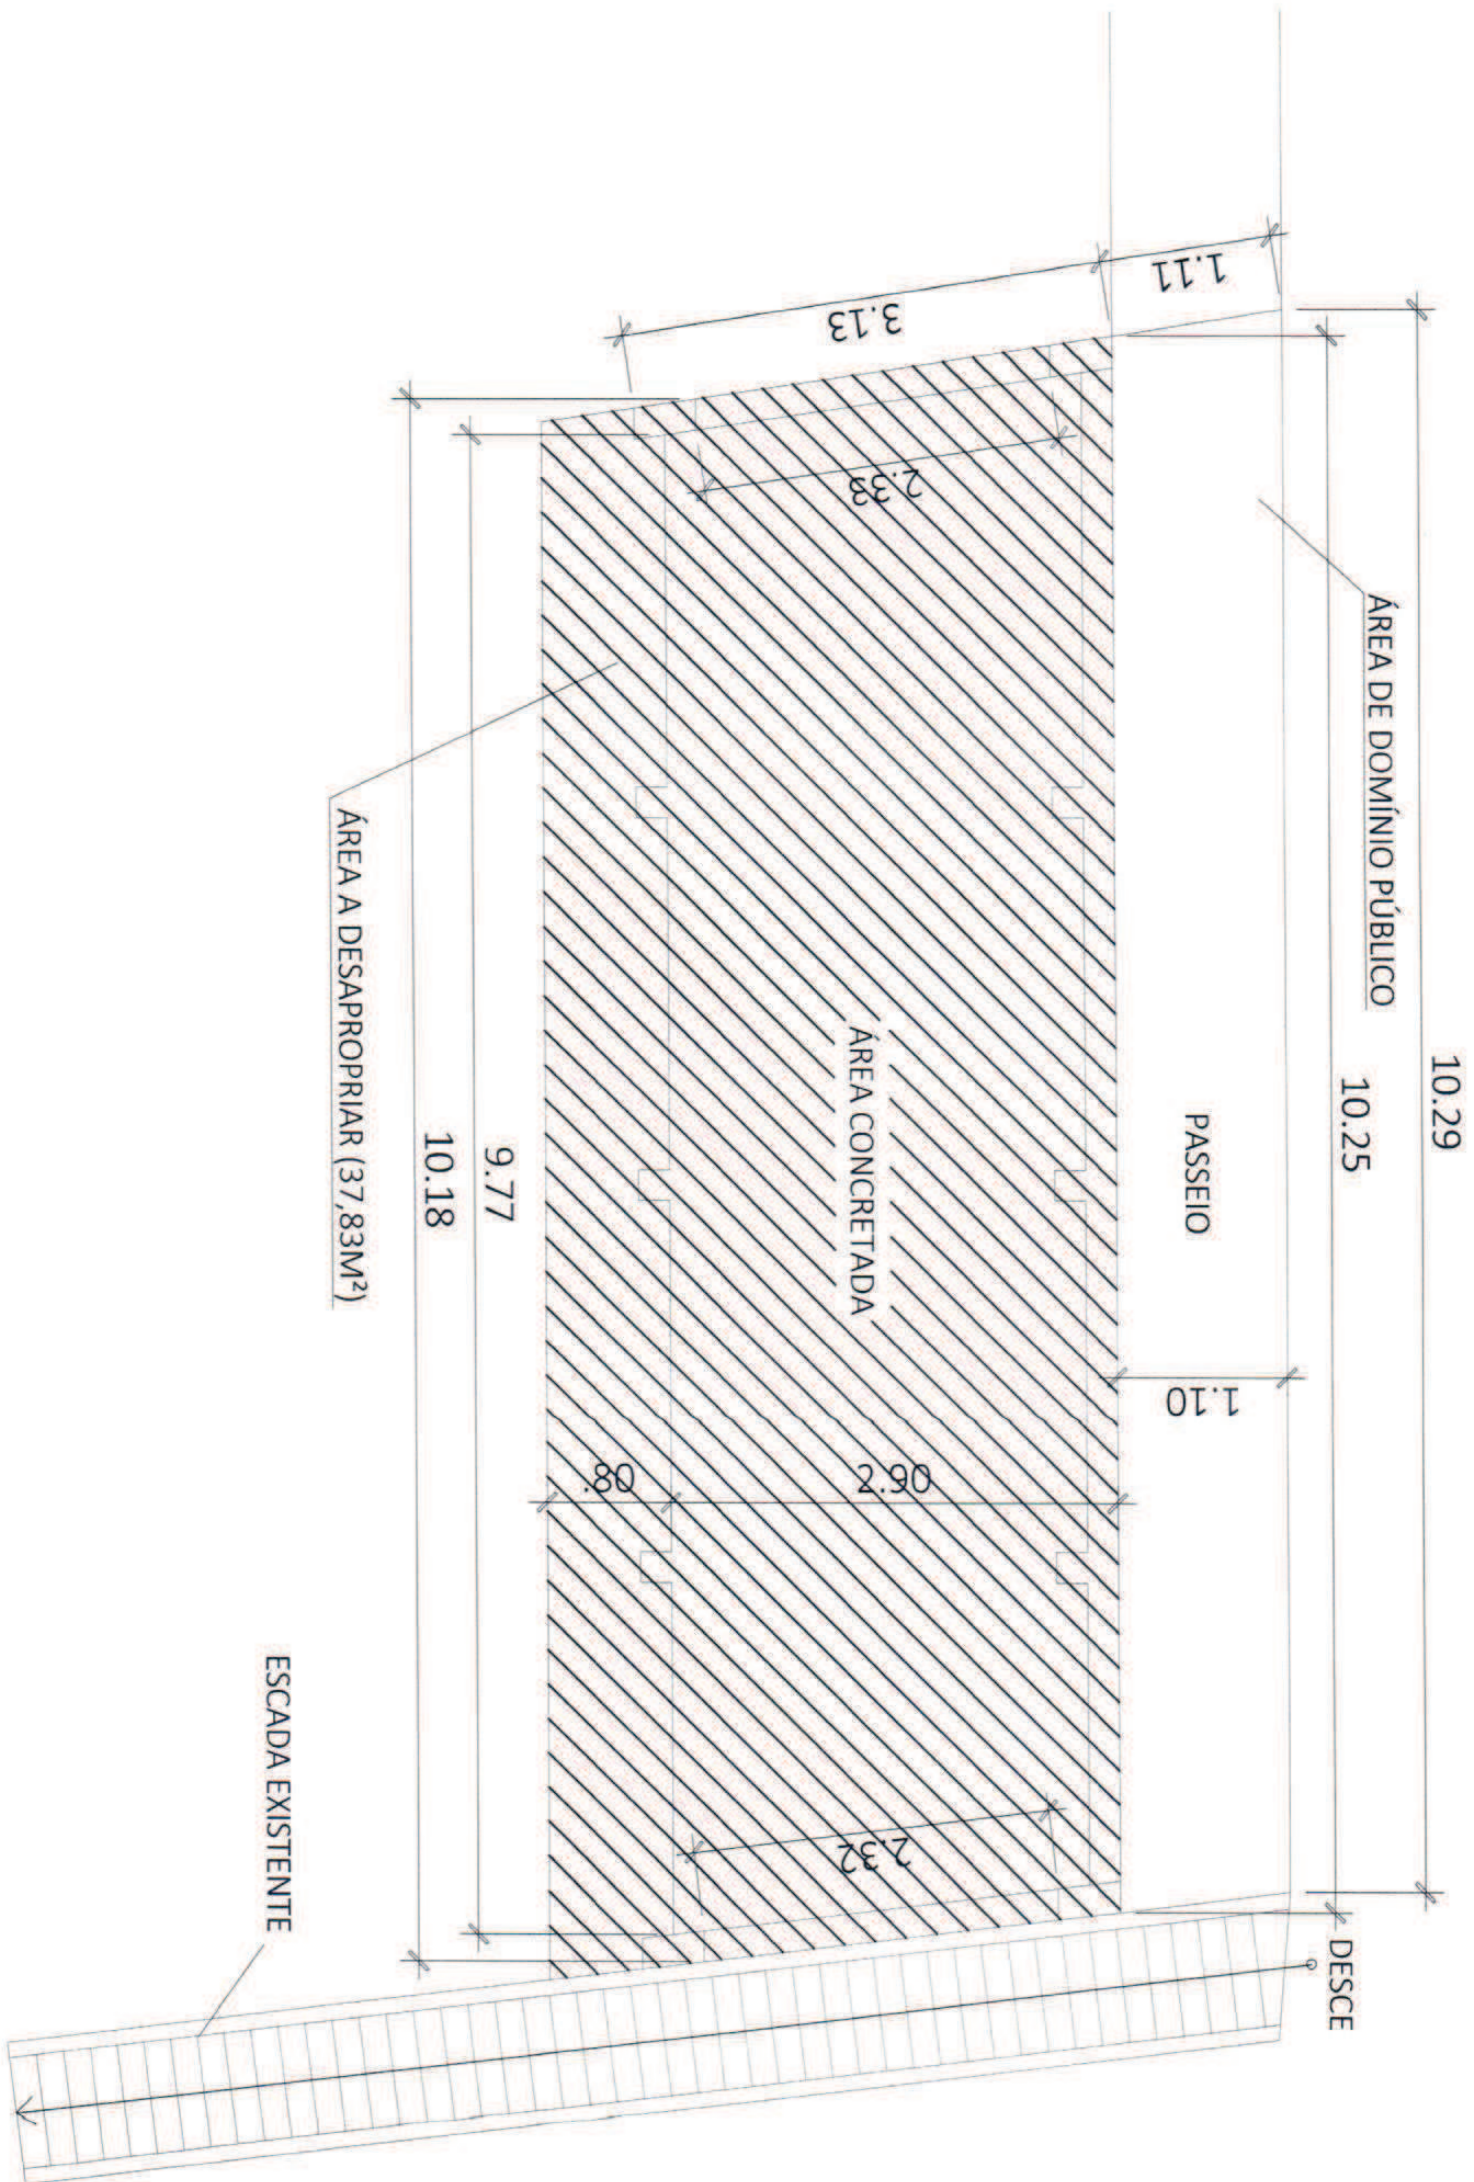 10.29
10.25
ÁREA DE DOMÍNIO PÚBLICO
DESCE
PASSEIO
1.11
1.10
3.13
2.33
ÁREA CONCRETADA
2.90
.80
2.32
9.77
10.18
ÁREA A DESAPROPRIAR (37,83M²)
ESCADA EXISTENTE